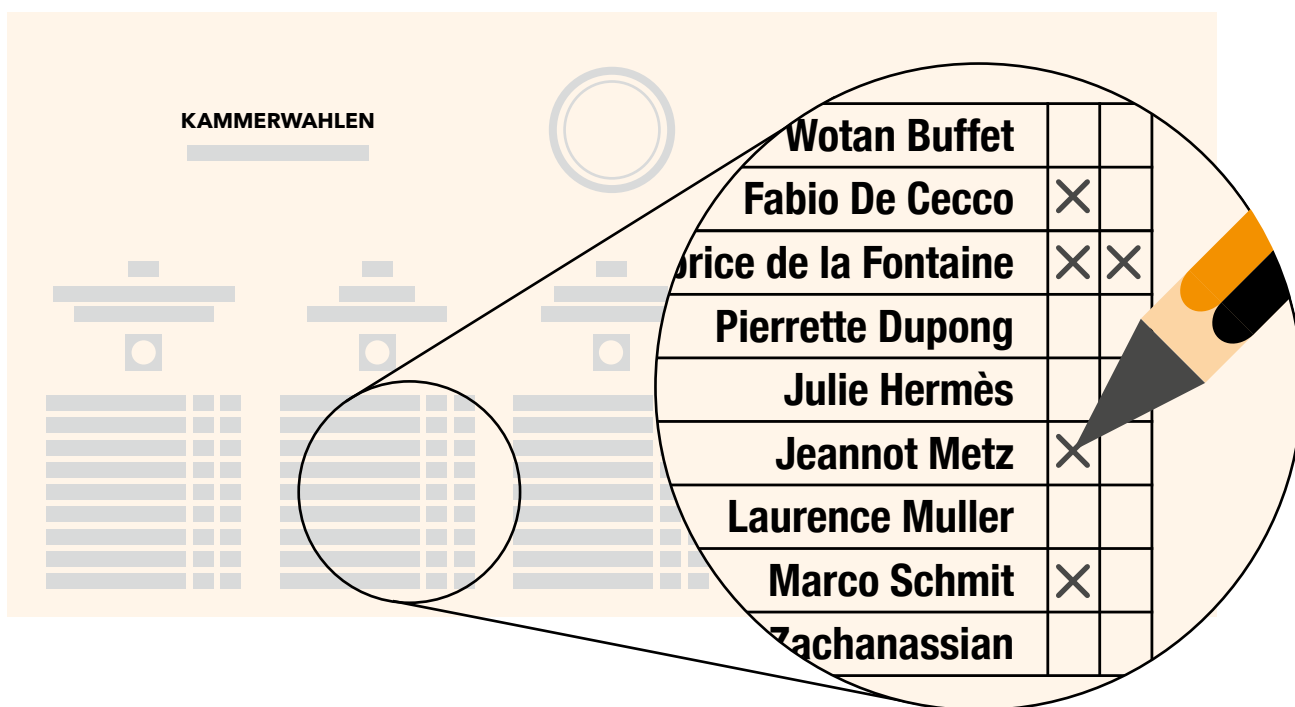 KAMMERWAHLEN
Wotan Buffet
Fabio De Cecco
de la Fontaine
Pierrette Dupong
Julie Hermès
Jeannot Metz
Laurence Muller
Marco Schmit
Zachanassian